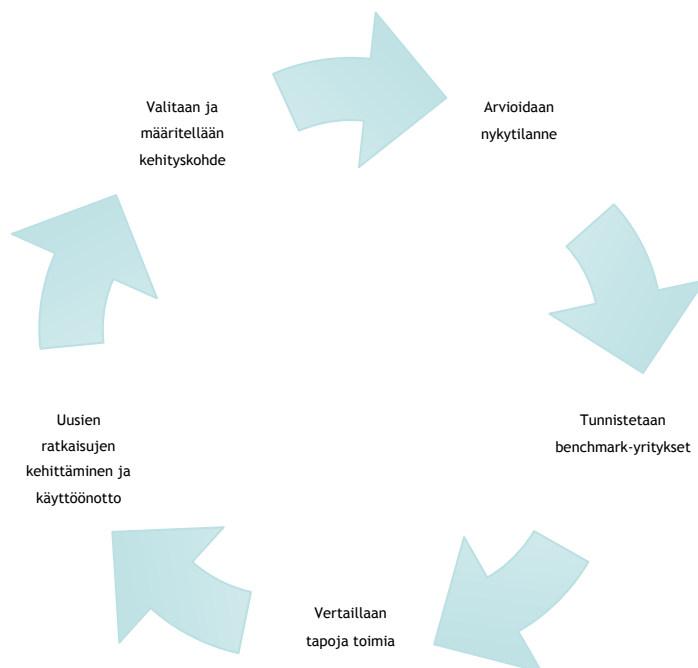 Valitaan ja
määritellään
kehityskohde
Arvioidaan
nykytilanne
Tunnistetaan
benchmark-yritykset
Vertaillaan
tapoja toimia
Uusien
ratkaisujen
kehittäminen ja
käyttöönotto